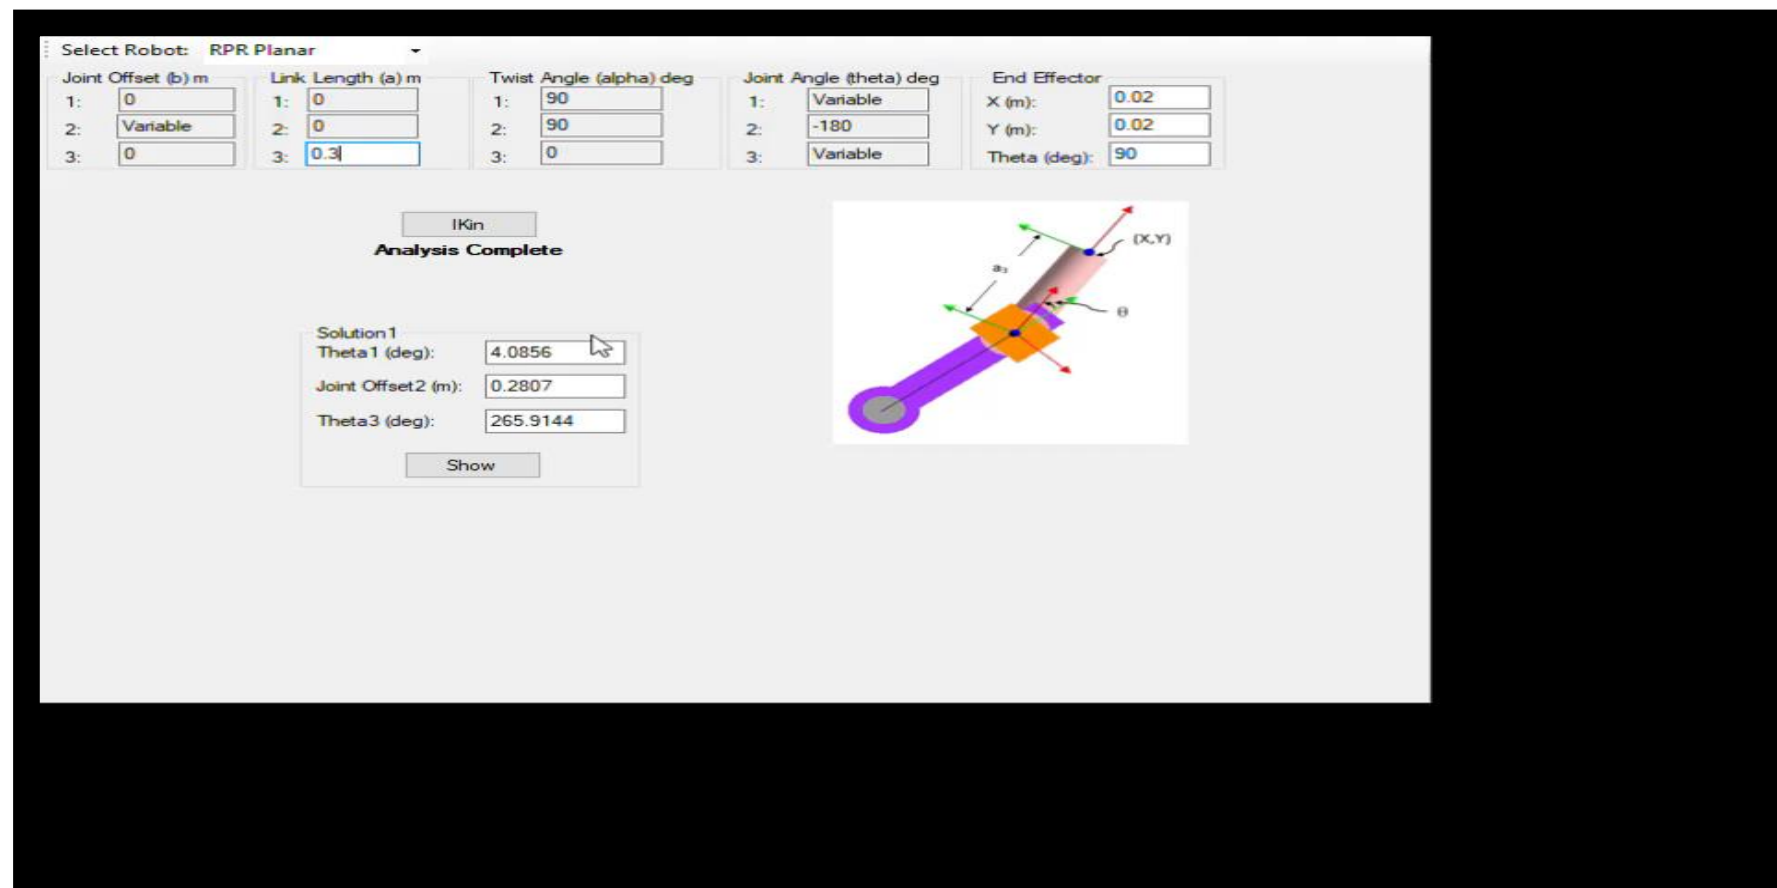 Select Robot: RPR Planar
Joint Offset (b) m Link Length (a) m Twist Angle (alpha) deg Joint Angle (theta) deg End Effector
1: 0 1: 0 1: 90 1: Variable X (m): 0.02
2: Variable 2: 0 2: 90 2: -180 Y (m): 0.02
3: 0 3: 0.3 3: 0 3: Variable Theta (deg): 90
IKin
Analysis Complete
(X,Y)
a₃
θ
Solution1
Theta1 (deg): 4.0856
Joint Offset2 (m): 0.2807
Theta3 (deg): 265.9144
Show